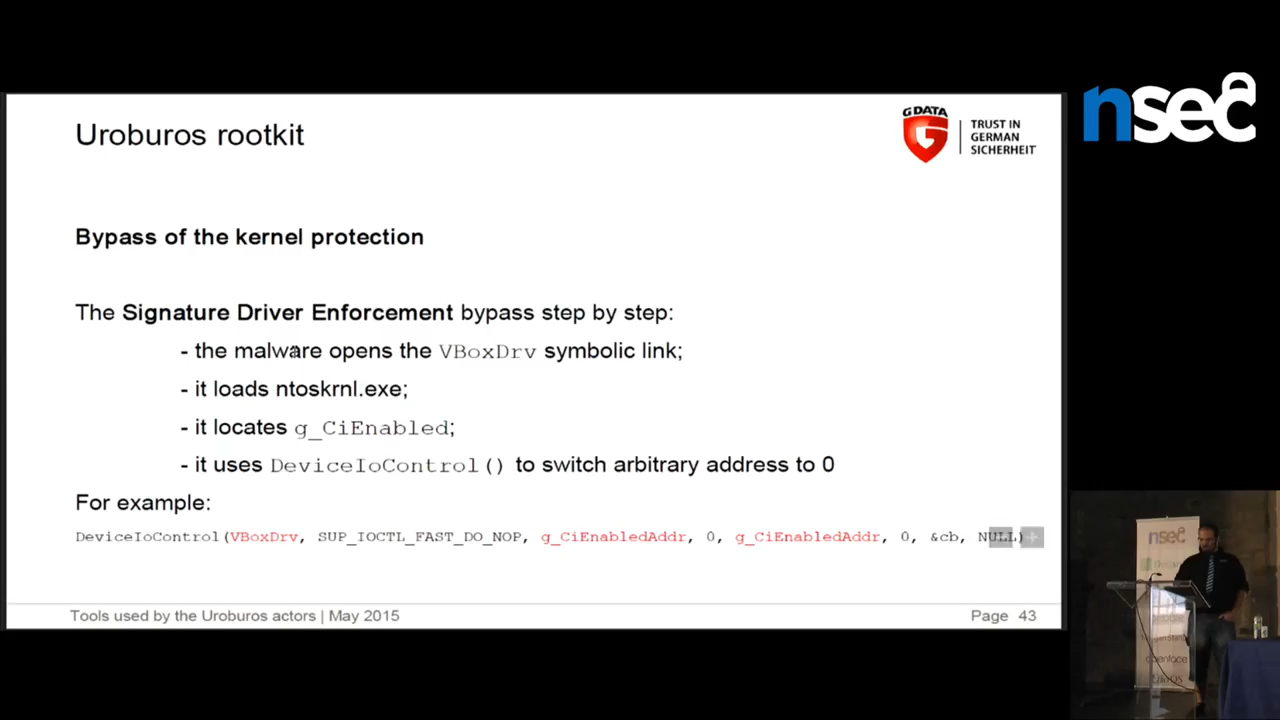 Uroburos rootkit
G DATA
TRUST IN
GERMAN
SICHERHEIT
nsec
Bypass of the kernel protection
The Signature Driver Enforcement bypass step by step:
- the malware opens the VBoxDrv symbolic link;
- it loads ntoskrnl.exe;
- it locates g_CiEnabled;
- it uses DeviceIoControl() to switch arbitrary address to 0
For example:
DeviceIoControl(VBoxDrv, SUP_IOCTL_FAST_DO_NOP, g_CiEnabledAddr, 0, g_CiEnabledAddr, 0, &cb, NULL)
Tools used by the Uroburos actors | May 2015
Page 43
nsec